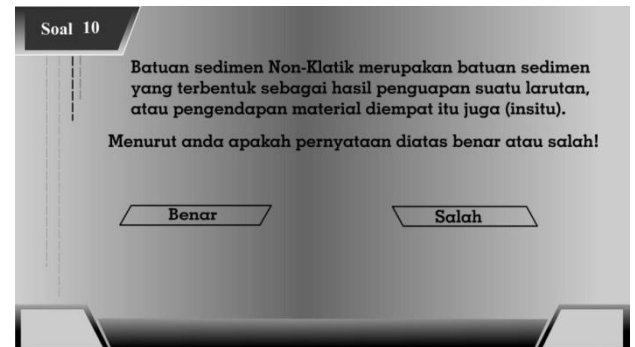 Soal 10
Batuan sedimen Non-Klatik merupakan batuan sedimen
yang terbentuk sebagai hasil penguapan suatu larutan,
atau pengendapan material diempat itu juga (insitu).
Menurut anda apakah pernyataan diatas benar atau salah!
Benar
Salah